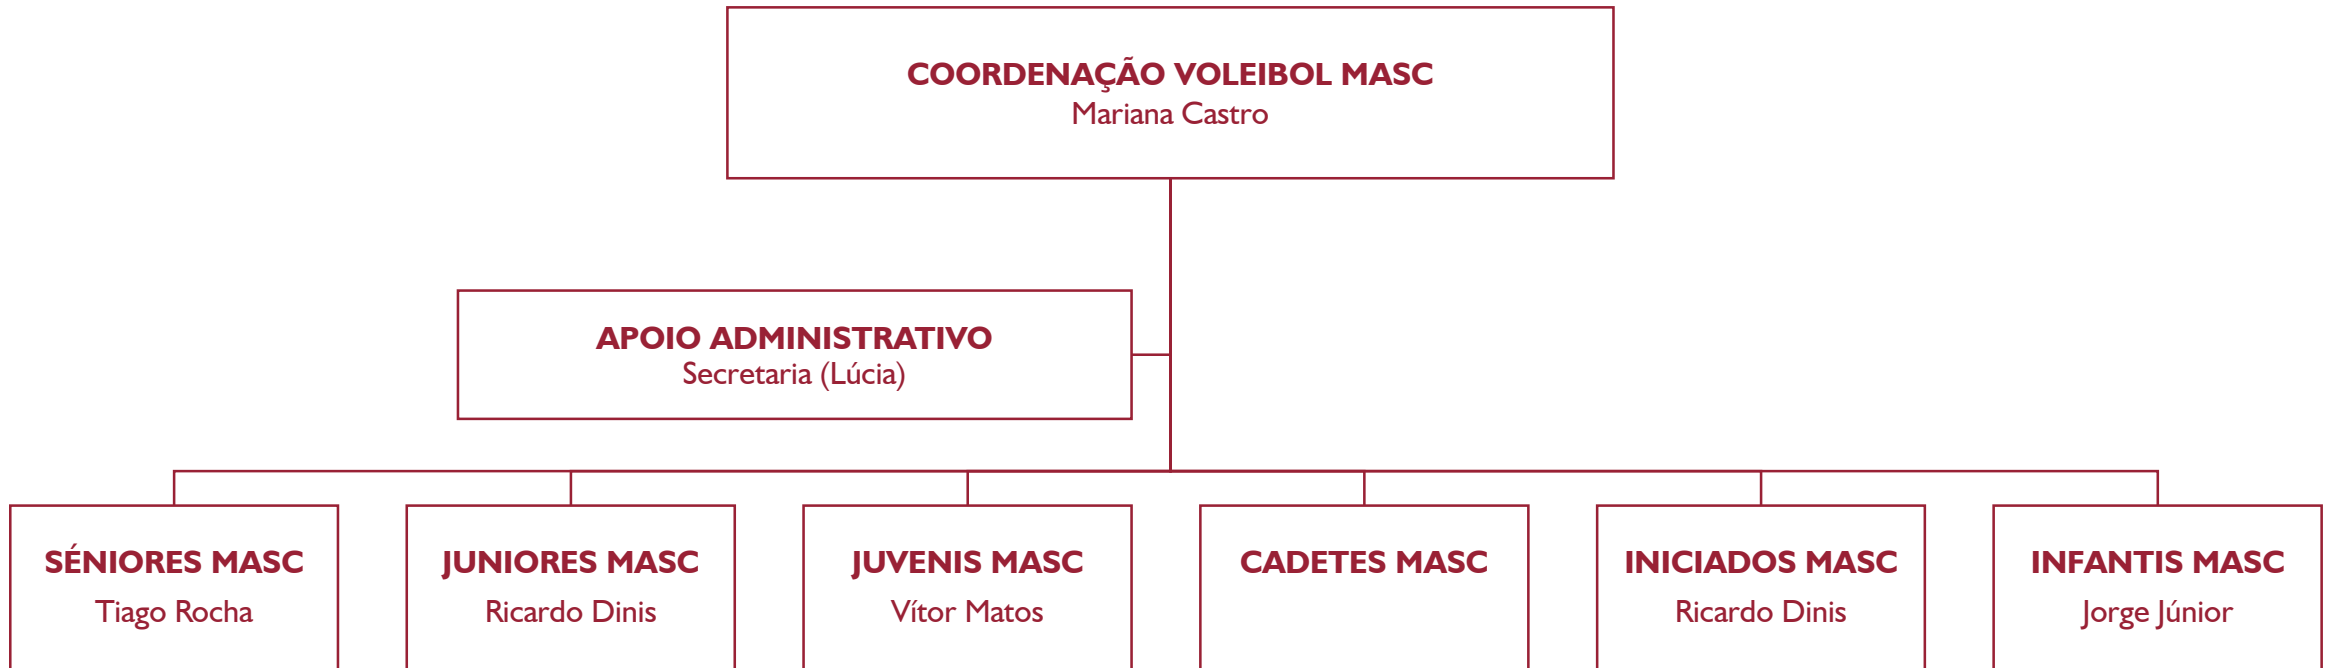 COORDENAÇÃO VOLEIBOL MASC
Mariana Castro
APOIO ADMINISTRATIVO
Secretaria (Lúcia)
SÉNIORES MASC
Tiago Rocha
JUNIORES MASC
Ricardo Dinis
JUVENIS MASC
Vítor Matos
CADETES MASC
INICIADOS MASC
Ricardo Dinis
INFANTIS MASC
Jorge Júnior